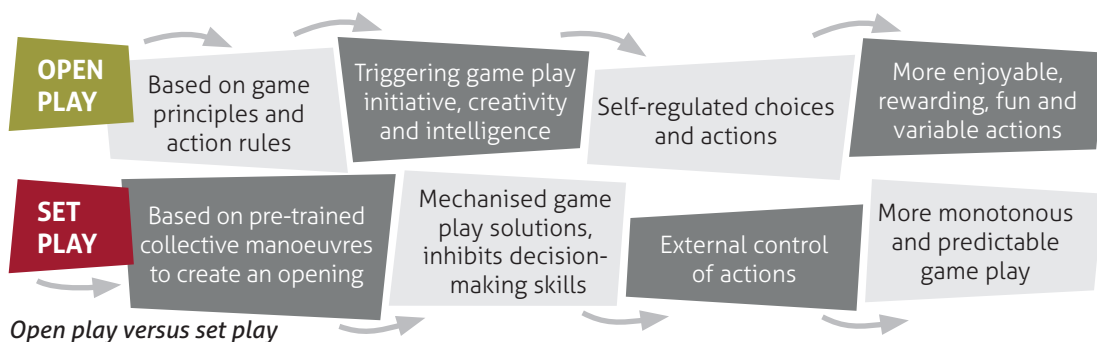 OPEN
PLAY
Based on game
principles and
action rules
Triggering game play
initiative, creativity
and intelligence
Self-regulated choices
and actions
More enjoyable,
rewarding, fun and
variable actions
SET
PLAY
Based on pre-trained
collective manoeuvres
to create an opening
Mechanised game
play solutions,
inhibits decision-
making skills
External control
of actions
More monotonous
and predictable
game play
Open play versus set play